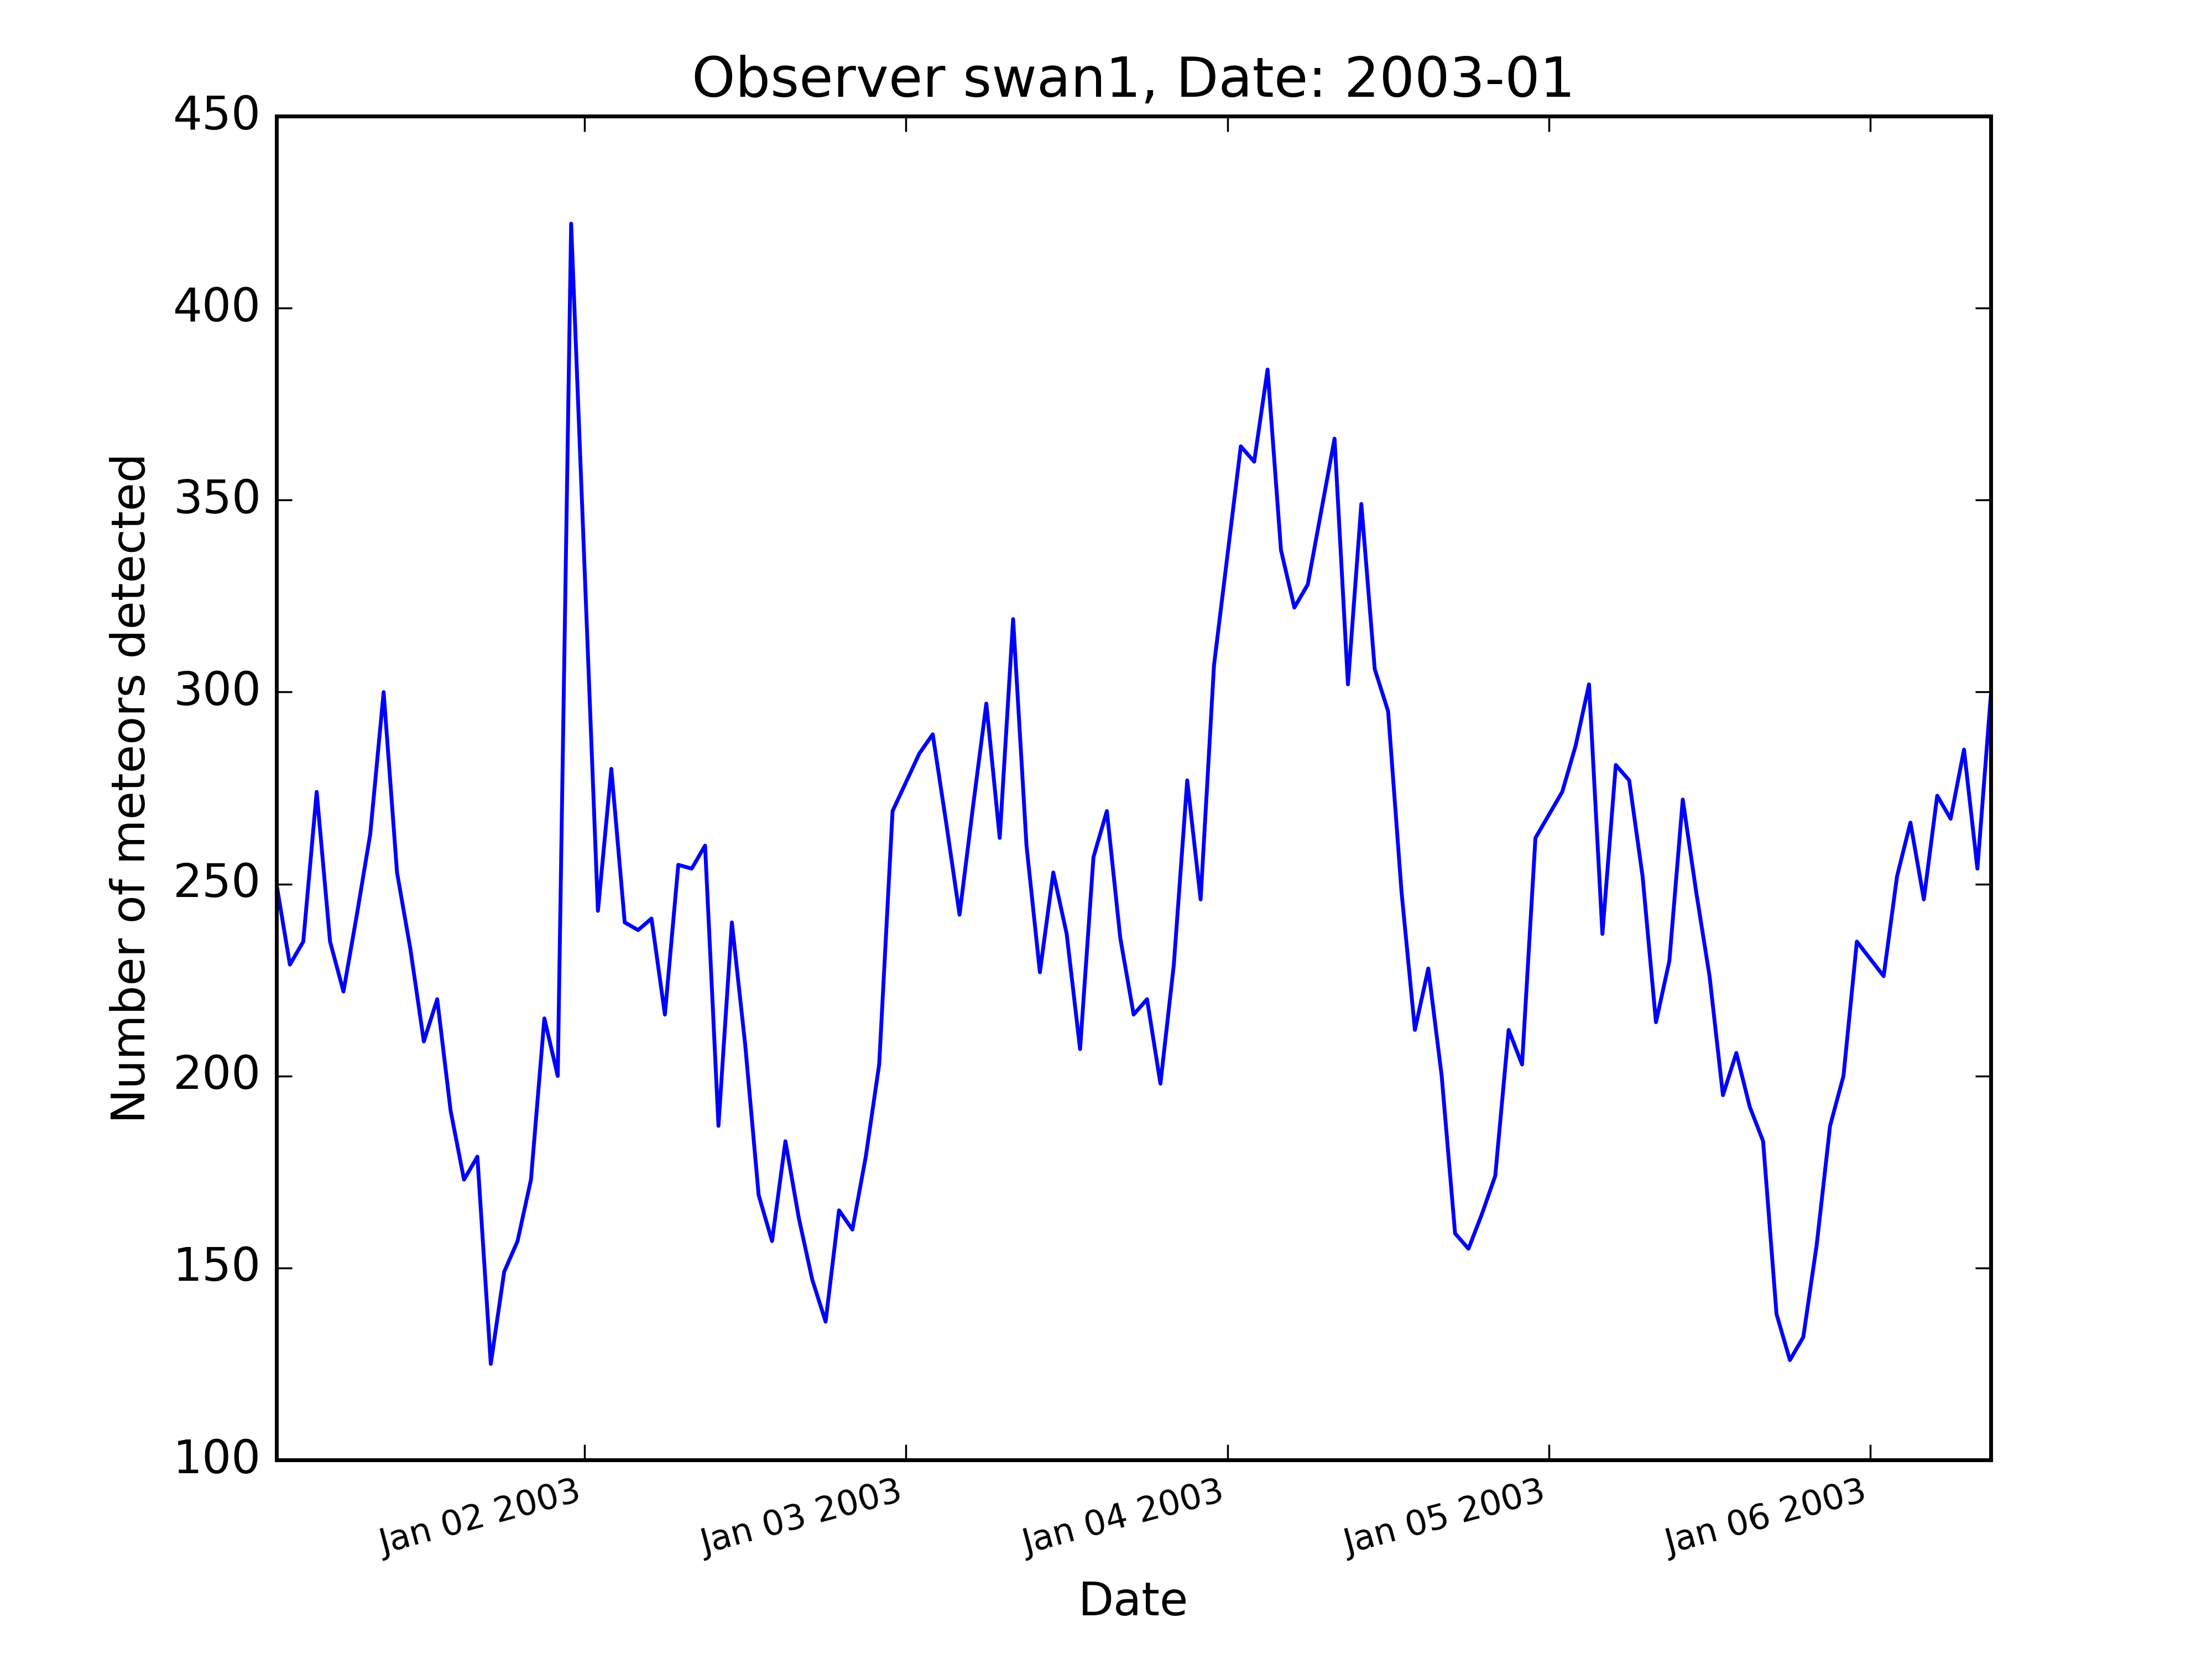 Observer swan1, Date: 2003-01
450
400
350
300
250
200
150
100
Number of meteors detected
Jan 02 2003
Jan 03 2003
Jan 04 2003
Jan 05 2003
Jan 06 2003
Date